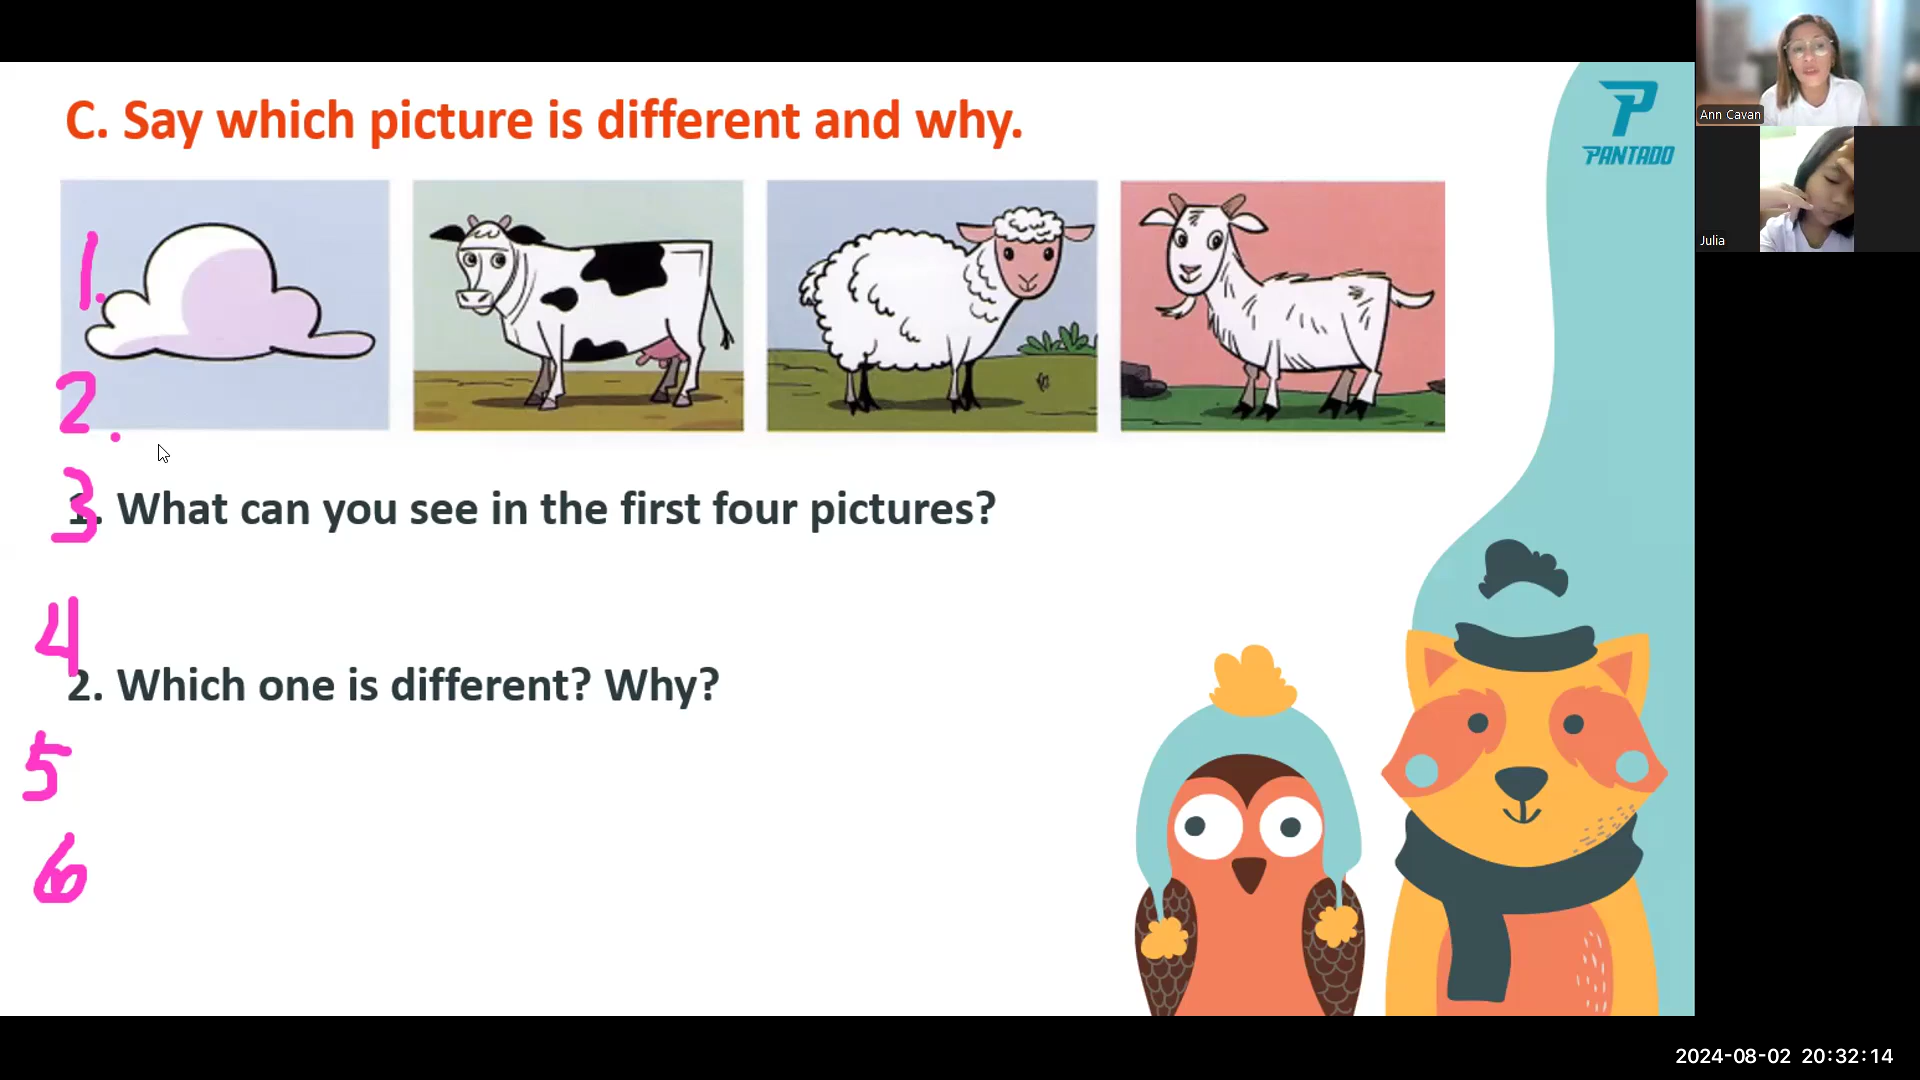 C. Say which picture is different and why.
PANTADO
Ann Cavan
Julia
1.
2.
3
1. What can you see in the first four pictures?
4
2. Which one is different? Why?
5
6
2024-08-02 20:32:14